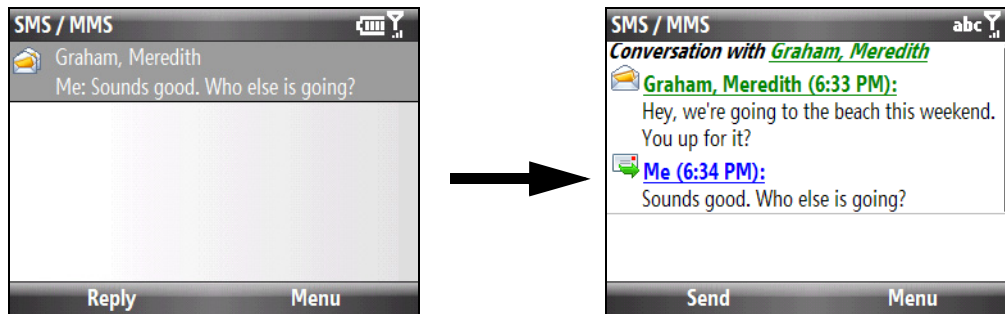 SMS / MMS
Graham, Meredith
Me: Sounds good. Who else is going?
Reply Menu
SMS / MMS abc
Conversation with Graham, Meredith
Graham, Meredith (6:33 PM):
Hey, we're going to the beach this weekend.
You up for it?
Me (6:34 PM):
Sounds good. Who else is going?
Send Menu